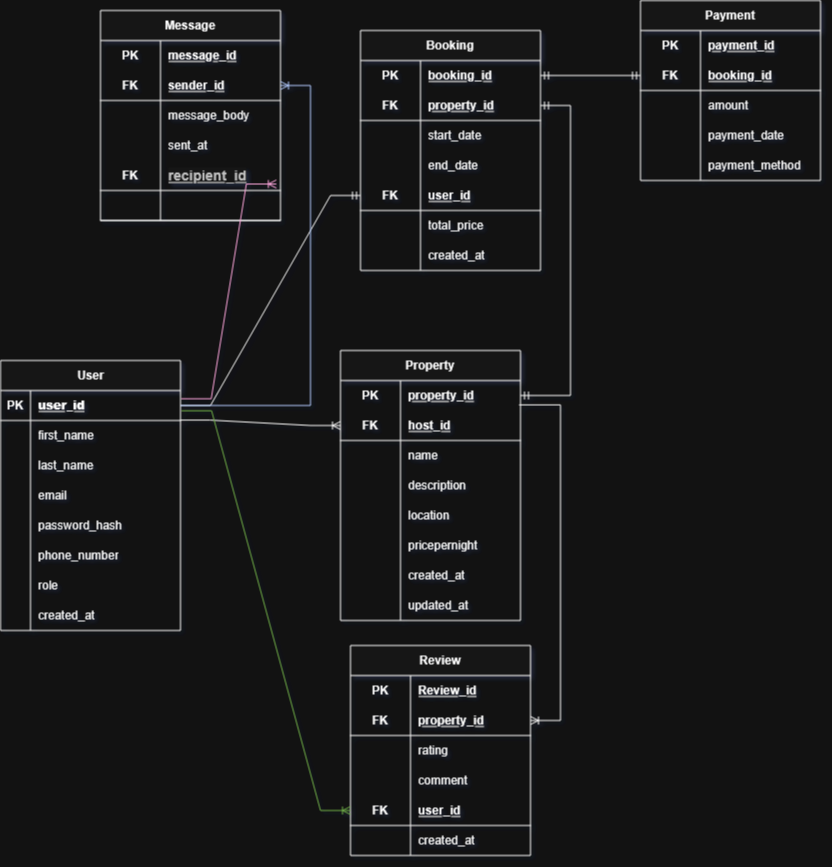 Message
PK message_id
FK sender_id
message_body
sent_at
FK recipient_id
Booking
PK booking_id
FK property_id
start_date
end_date
FK user_id
total_price
created_at
Payment
PK payment_id
FK booking_id
amount
payment_date
payment_method
User
PK user_id
first_name
last_name
email
password_hash
phone_number
role
created_at
Property
PK property_id
FK host_id
name
description
location
pricepernight
created_at
updated_at
Review
PK Review_id
FK property_id
rating
comment
FK user_id
created_at